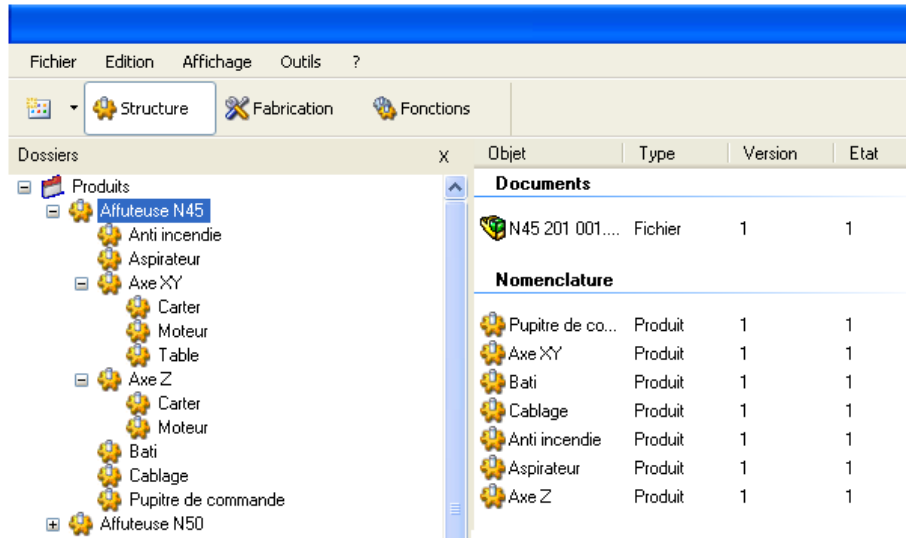 Fichier Edition Affichage Outils ?
Structure Fabrication Fonctions
Dossiers X
Produits
Affuteuse N45
Anti incendie
Aspirateur
Axe XY
Carter
Moteur
Table
Axe Z
Carter
Moteur
Bati
Cablage
Pupitre de commande
Affuteuse N50
Objet Type Version Etat
Documents
N45 201 001.... Fichier 1 1
Nomenclature
Pupitre de co... Produit 1 1
Axe XY Produit 1 1
Bati Produit 1 1
Cablage Produit 1 1
Anti incendie Produit 1 1
Aspirateur Produit 1 1
Axe Z Produit 1 1